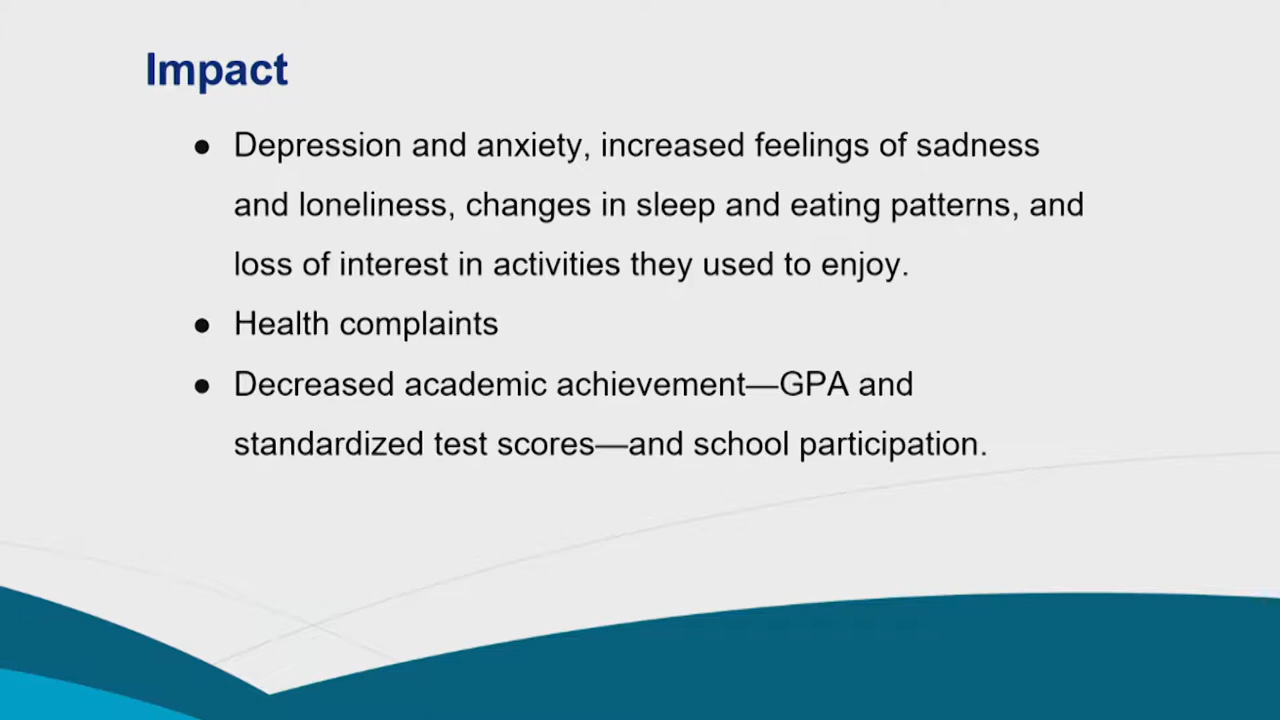 Impact
● Depression and anxiety, increased feelings of sadness
and loneliness, changes in sleep and eating patterns, and
loss of interest in activities they used to enjoy.
● Health complaints
● Decreased academic achievement—GPA and
standardized test scores—and school participation.